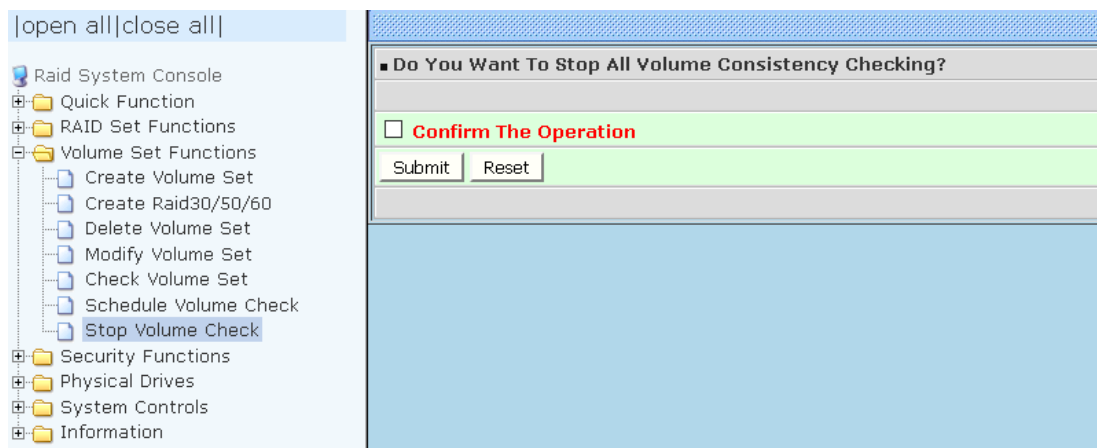 |open all|close all|
Raid System Console
Quick Function
RAID Set Functions
Volume Set Functions
Create Volume Set
Create Raid30/50/60
Delete Volume Set
Modify Volume Set
Check Volume Set
Schedule Volume Check
Stop Volume Check
Security Functions
Physical Drives
System Controls
Information
Do You Want To Stop All Volume Consistency Checking?
Confirm The Operation
Submit Reset